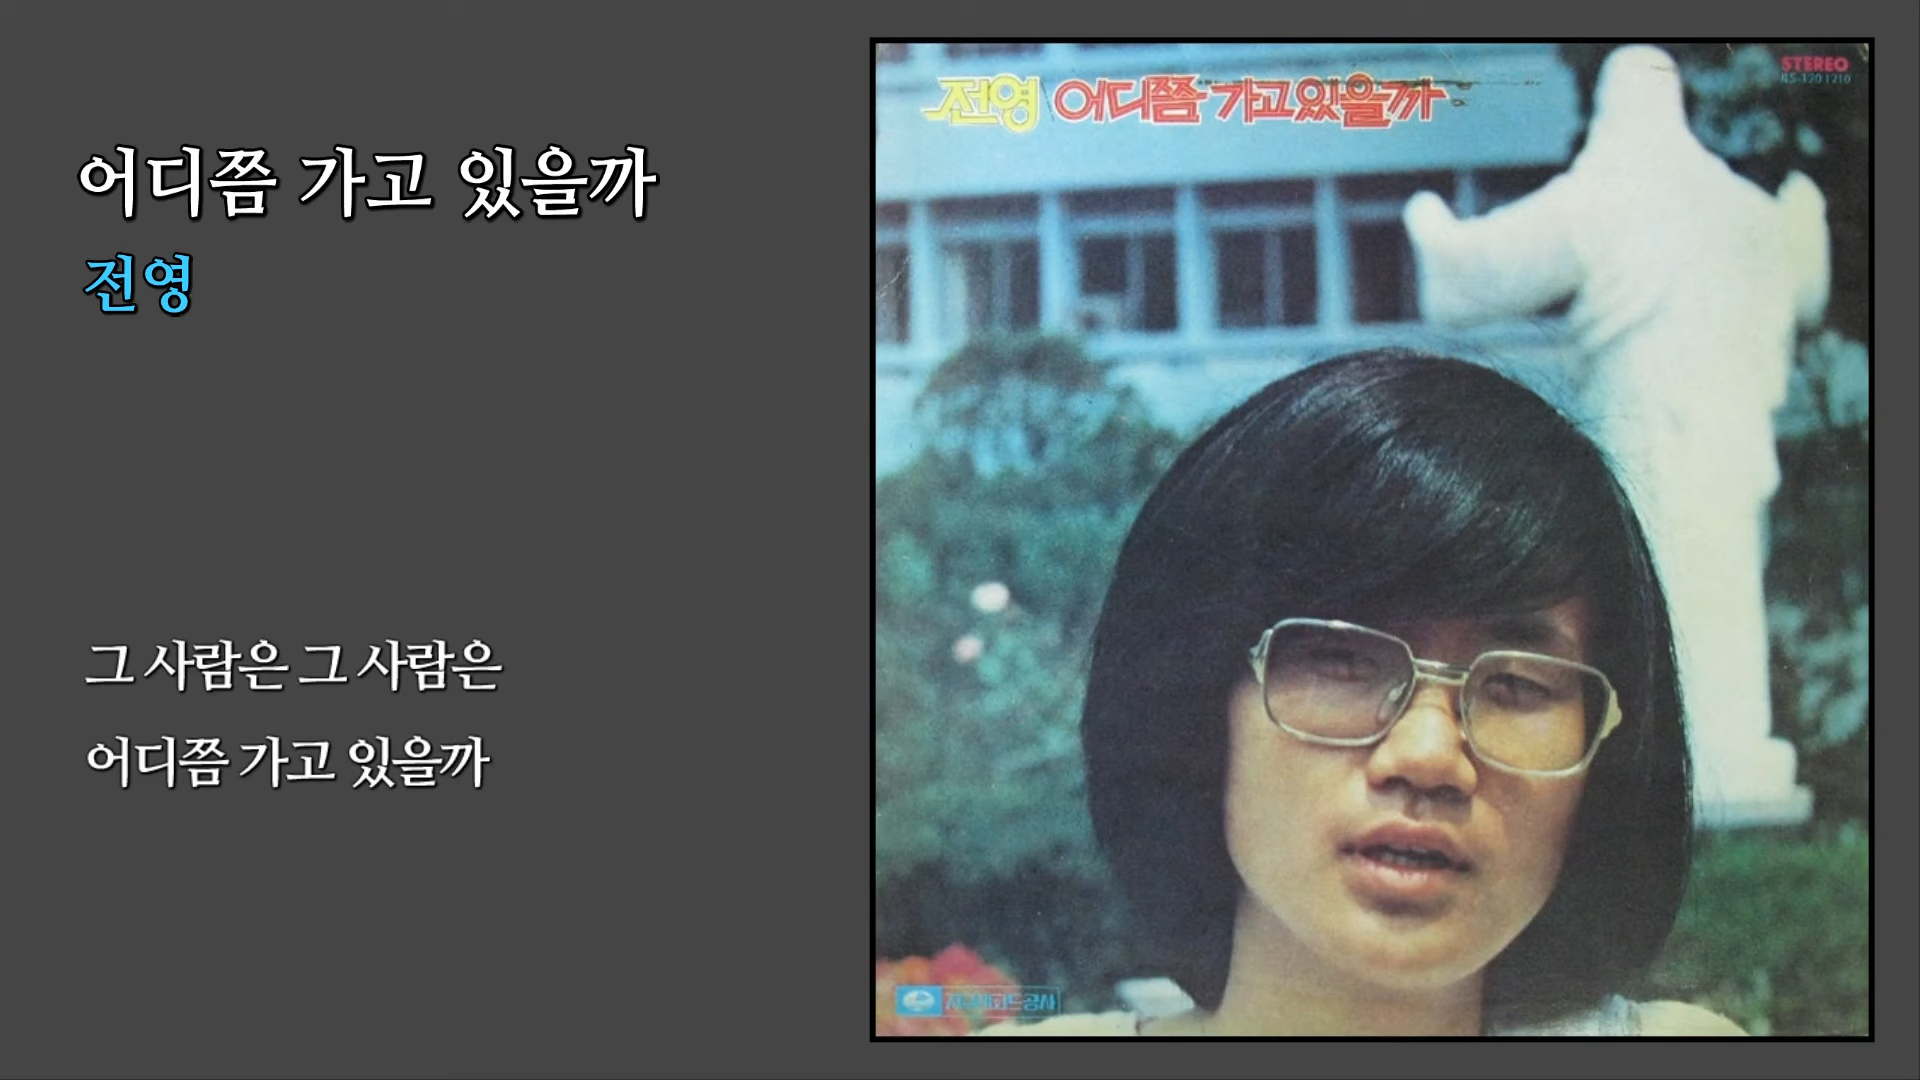 어디쯤 가고 있을까
전영
그 사람은 그 사람은
어디쯤 가고 있을까
전영 어디쯤 가고있을까
STEREO